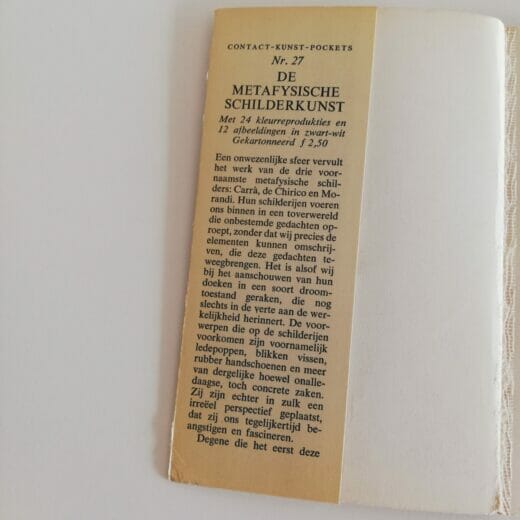 CONTACT-KUNST-POCKETS
Nr. 27
DE
METAFYSISCHE
SCHILDERKUNST
Met 24 kleurreprodukties en
12 afbeeldingen in zwart-wit
Gekartonneerd ƒ 2,50
Een onwezenlijke sfeer vervult
het werk van de drie voor-
naamste metafysische schil-
ders: Carrà, de Chirico en Mo-
randi. Hun schilderijen voeren
ons binnen in een toverwereld
die onbestemde gedachten op-
roept, zonder dat wij precies de
elementen kunnen omschrij-
ven, die deze gedachten te-
weegbrengen. Het is alsof wij
bij het aanschouwen van hun
doeken in een soort droom-
toestand geraken, die nog
slechts in de verte aan de wer-
kelijkheid herinnert. De voor-
werpen die op de schilderijen
voorkomen zijn voornamelijk
ledepoppen, blikken vissen,
rubber handschoenen en meer
van dergelijke hoewel onalle-
daagse, toch concrete zaken.
Zij zijn echter in zulk een
irreëel perspectief geplaatst,
dat zij ons tegelijkertijd be-
angstigen en fascineren.
Degene die het eerst deze